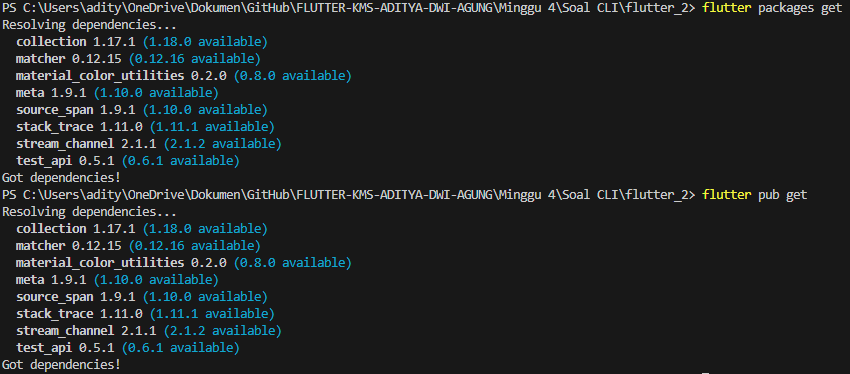 PS C:\Users\adity\OneDrive\Dokumen\GitHub\FLUTTER-KMS-ADITYA-DWI-AGUNG\Minggu 4\Soal CLI\flutter_2> flutter packages get
Resolving dependencies...
  collection 1.17.1 (1.18.0 available)
  matcher 0.12.15 (0.12.16 available)
  material_color_utilities 0.2.0 (0.8.0 available)
  meta 1.9.1 (1.10.0 available)
  source_span 1.9.1 (1.10.0 available)
  stack_trace 1.11.0 (1.11.1 available)
  stream_channel 2.1.1 (2.1.2 available)
  test_api 0.5.1 (0.6.1 available)
Got dependencies!
PS C:\Users\adity\OneDrive\Dokumen\GitHub\FLUTTER-KMS-ADITYA-DWI-AGUNG\Minggu 4\Soal CLI\flutter_2> flutter pub get
Resolving dependencies...
  collection 1.17.1 (1.18.0 available)
  matcher 0.12.15 (0.12.16 available)
  material_color_utilities 0.2.0 (0.8.0 available)
  meta 1.9.1 (1.10.0 available)
  source_span 1.9.1 (1.10.0 available)
  stack_trace 1.11.0 (1.11.1 available)
  stream_channel 2.1.1 (2.1.2 available)
  test_api 0.5.1 (0.6.1 available)
Got dependencies!